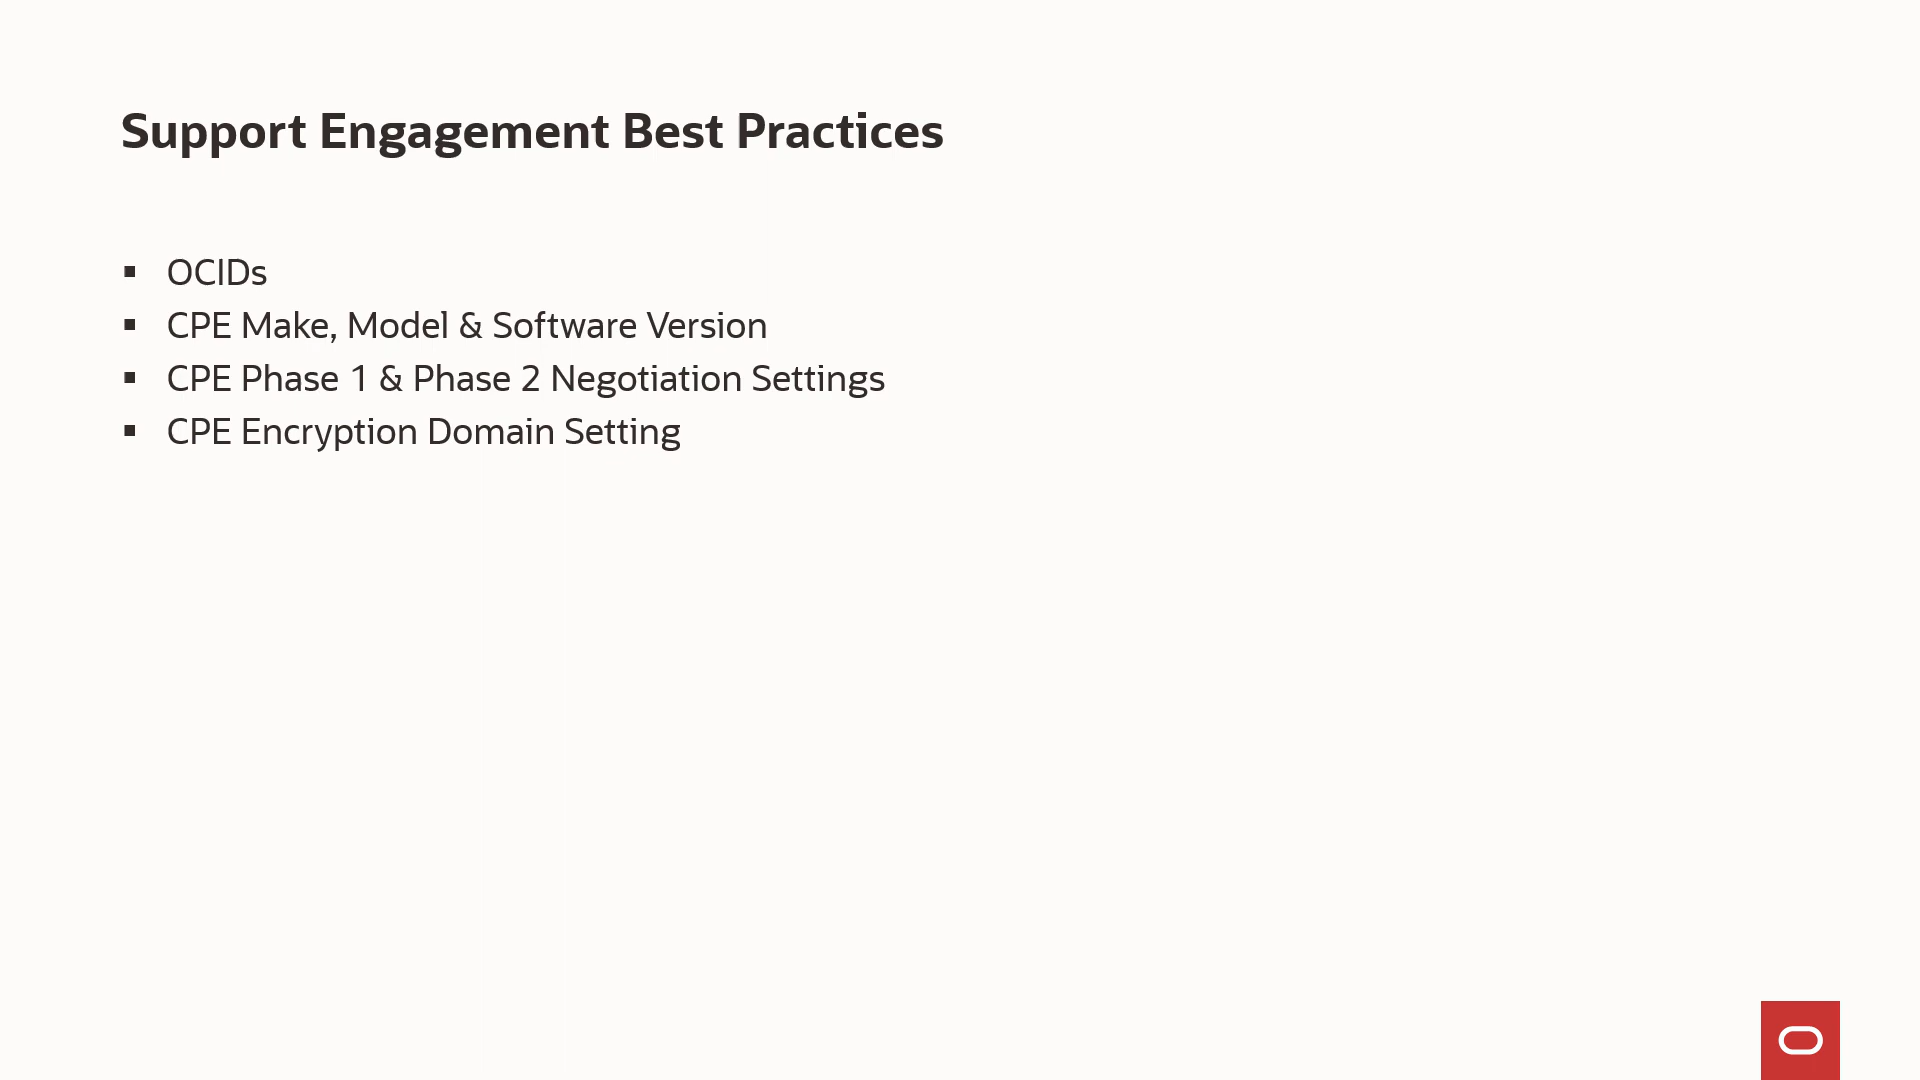 Support Engagement Best Practices
▪ OCIDs
▪ CPE Make, Model & Software Version
▪ CPE Phase 1 & Phase 2 Negotiation Settings
▪ CPE Encryption Domain Setting